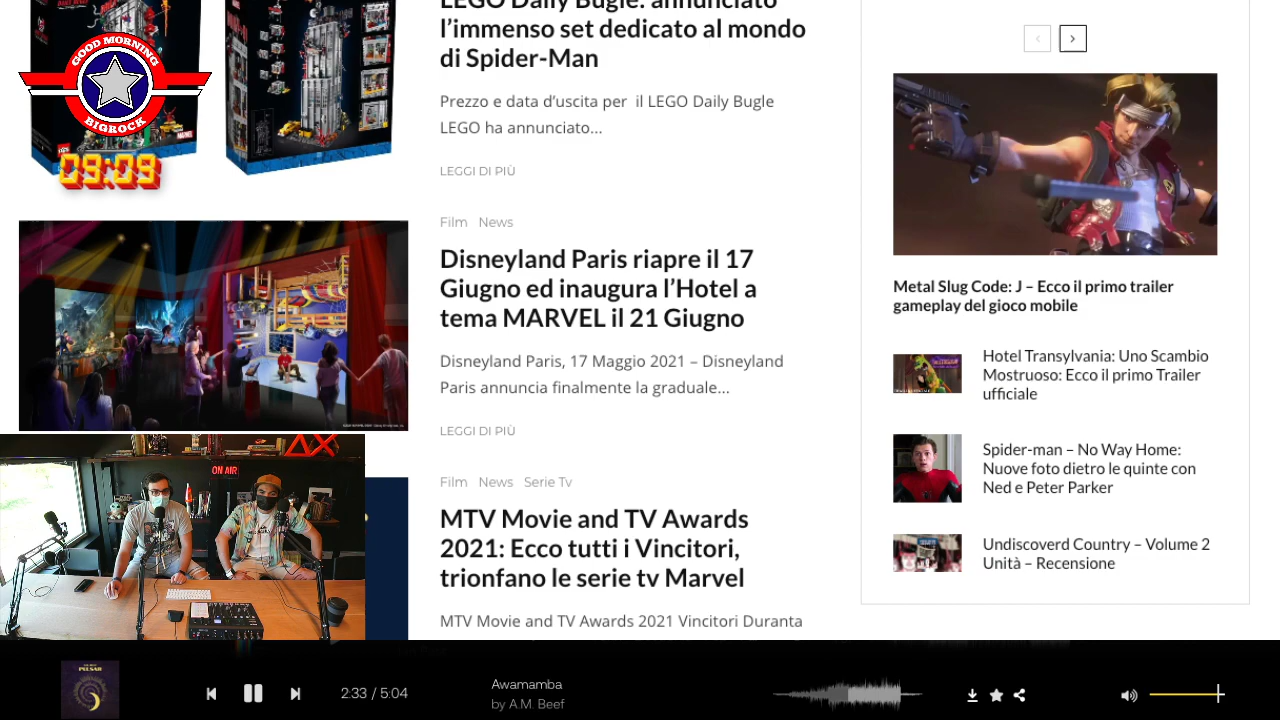 LEGO Daily Bugle: annunciato
l'immenso set dedicato al mondo
di Spider-Man
Prezzo e data d'uscita per il LEGO Daily Bugle
LEGO ha annunciato...
LEGGI DI PIÙ
GOOD MORNING
BIGROCK
09:09
LEGO
MARVEL
Film News
Disneyland Paris riapre il 17
Giugno ed inaugura l'Hotel a
tema MARVEL il 21 Giugno
Disneyland Paris, 17 Maggio 2021 – Disneyland
Paris annuncia finalmente la graduale...
LEGGI DI PIÙ
ON AIR
Film News Serie Tv
MTV Movie and TV Awards
2021: Ecco tutti i Vincitori,
trionfano le serie tv Marvel
MTV Movie and TV Awards 2021 Vincitori Duranta
Metal Slug Code: J – Ecco il primo trailer
gameplay del gioco mobile
Hotel Transylvania: Uno Scambio
Mostruoso: Ecco il primo Trailer
ufficiale
Spider-man – No Way Home:
Nuove foto dietro le quinte con
Ned e Peter Parker
Undiscoverd Country – Volume 2
Unità – Recensione
PULSAR
2:33 / 5:04
Awamamba
by A.M. Beef